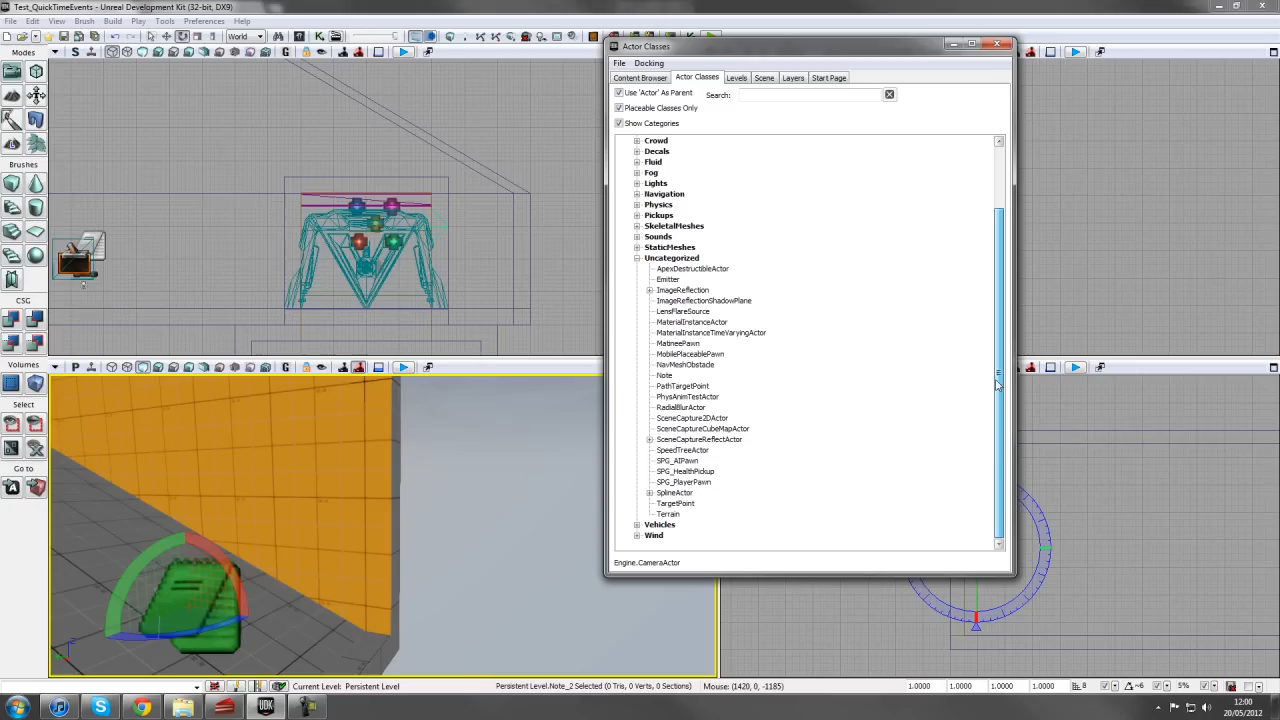 Test_QuickTimeEvents - Unreal Development Kit (32-bit, DX9)
File Edit View Brush Build Play Tools Preferences Help
World
Modes
Brushes
CSG
Volumes
Select
Go to
S
G
P
G
Actor Classes
File Docking
Content Browser Actor Classes Levels Scene Layers Start Page
Use 'Actor' As Parent Search:
Placeable Classes Only
Show Categories
Crowd
Decals
Fluid
Fog
Lights
Navigation
Physics
Pickups
SkeletalMeshes
Sounds
StaticMeshes
Uncategorized
ApexDestructibleActor
Emitter
ImageReflection
ImageReflectionShadowPlane
LensFlareSource
MaterialInstanceActor
MaterialInstanceTimeVaryingActor
MatineePawn
MobilePlaceablePawn
NavMeshObstacle
Note
PathTargetPoint
PhysAnimTestActor
RadialBlurActor
SceneCapture2DActor
SceneCaptureCubeMapActor
SceneCaptureReflectActor
SpeedTreeActor
SPG_AIPawn
SPG_HealthPickup
SPG_PlayerPawn
SplineActor
TargetPoint
Terrain
Vehicles
Wind
Engine.CameraActor
Z
Current Level: Persistent Level
Persistent Level.Note_2 Selected (0 Tris, 0 Verts, 0 Sections)
Mouse: (1420, 0, -1185)
1.0000 1.0000 1.0000 1.0000 8 5%
UDK
12:00
20/05/2012